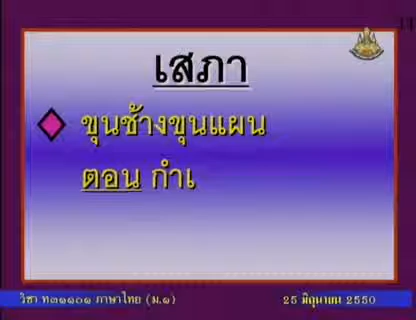 เสภา
ขุนช้างขุนแผน
ตอน กำเ
วิชา ท๓๑๑๐๑ ภาษาไทย (ม.๑)
25 มิถุนายน 2550